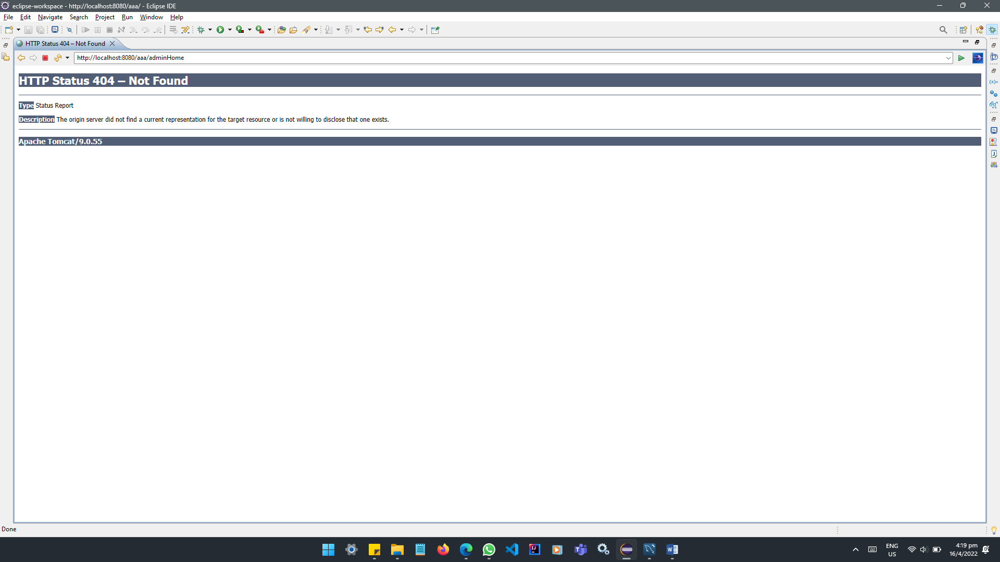 eclipse-workspace - http://localhost:8080/aaa/ - Eclipse IDE
File Edit Navigate Search Project Run Window Help
HTTP Status 404 – Not Found
http://localhost:8080/aaa/adminHome
HTTP Status 404 – Not Found
Type Status Report
Description The origin server did not find a current representation for the target resource or is not willing to disclose that one exists.
Apache Tomcat/9.0.55
Done
ENG
US
4:19 pm
16/4/2022